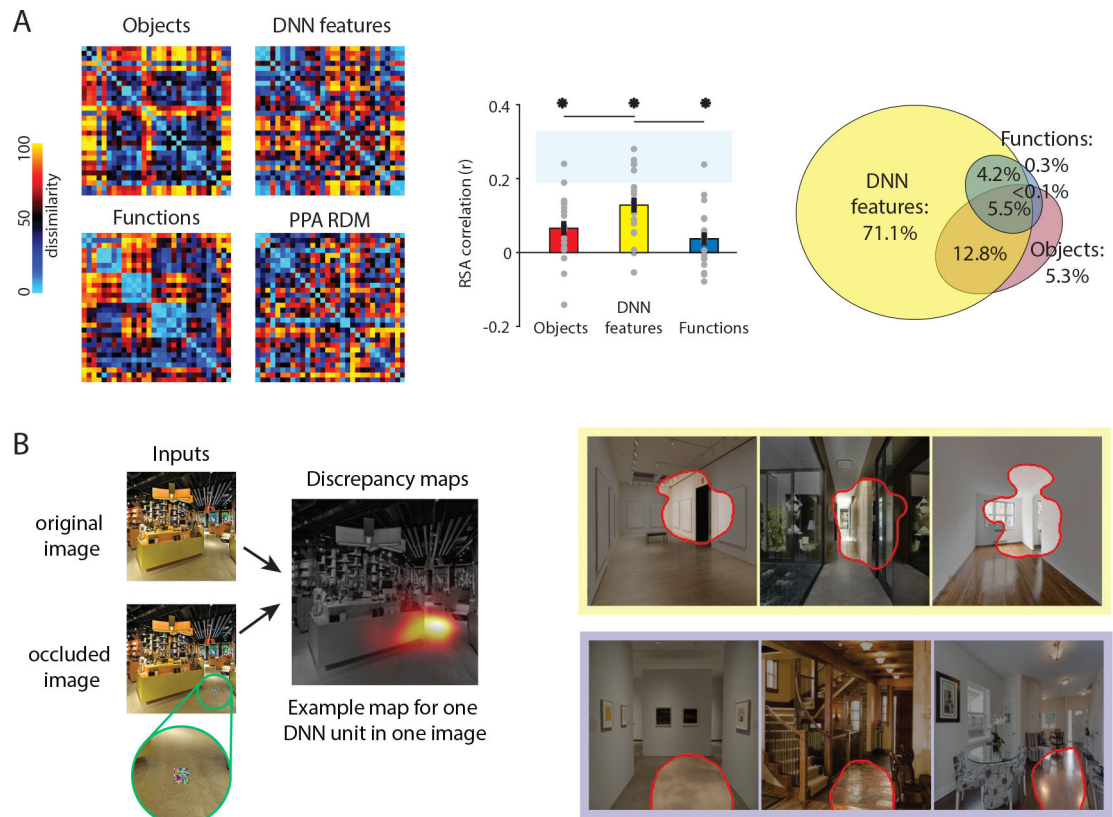 A
Objects
DNN features
Functions
PPA RDM
100
50
0
dissimilarity
0.4
0.2
0
-0.2
RSA correlation (r)
*
*
*
Objects
DNN
features
Functions
DNN
features:
71.1%
Functions:
0.3%
4.2%
<0.1%
5.5%
12.8%
Objects:
5.3%
B
Inputs
original
image
occluded
image
Discrepancy maps
Example map for one
DNN unit in one image